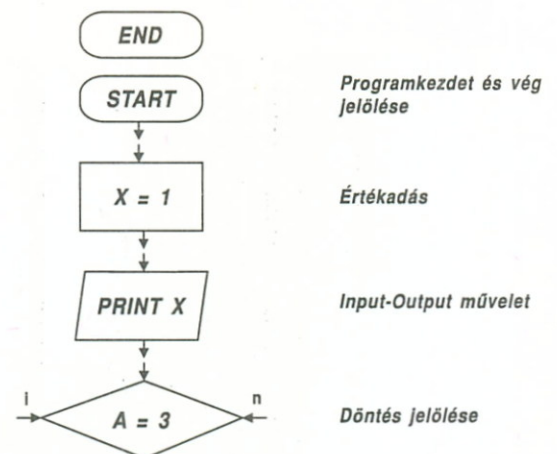 END
START
Programkezdet és vég
jelölése
X = 1
Értékadás
PRINT X
Input-Output művelet
i
n
A = 3
Döntés jelölése